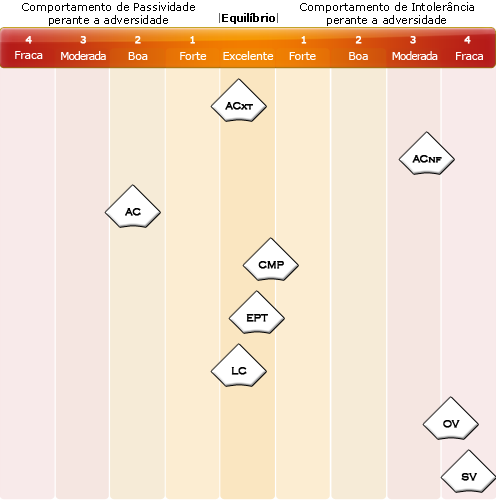 Comportamento de Passividade
perante a adversidade
|Equilíbrio|
Comportamento de Intolerância
perante a adversidade
4 3 2 1 1 2 3 4
Fraca Moderada Boa Forte Excelente Forte Boa Moderada Fraca
ACXT
ACNF
AC
CMP
EPT
LC
OV
SV